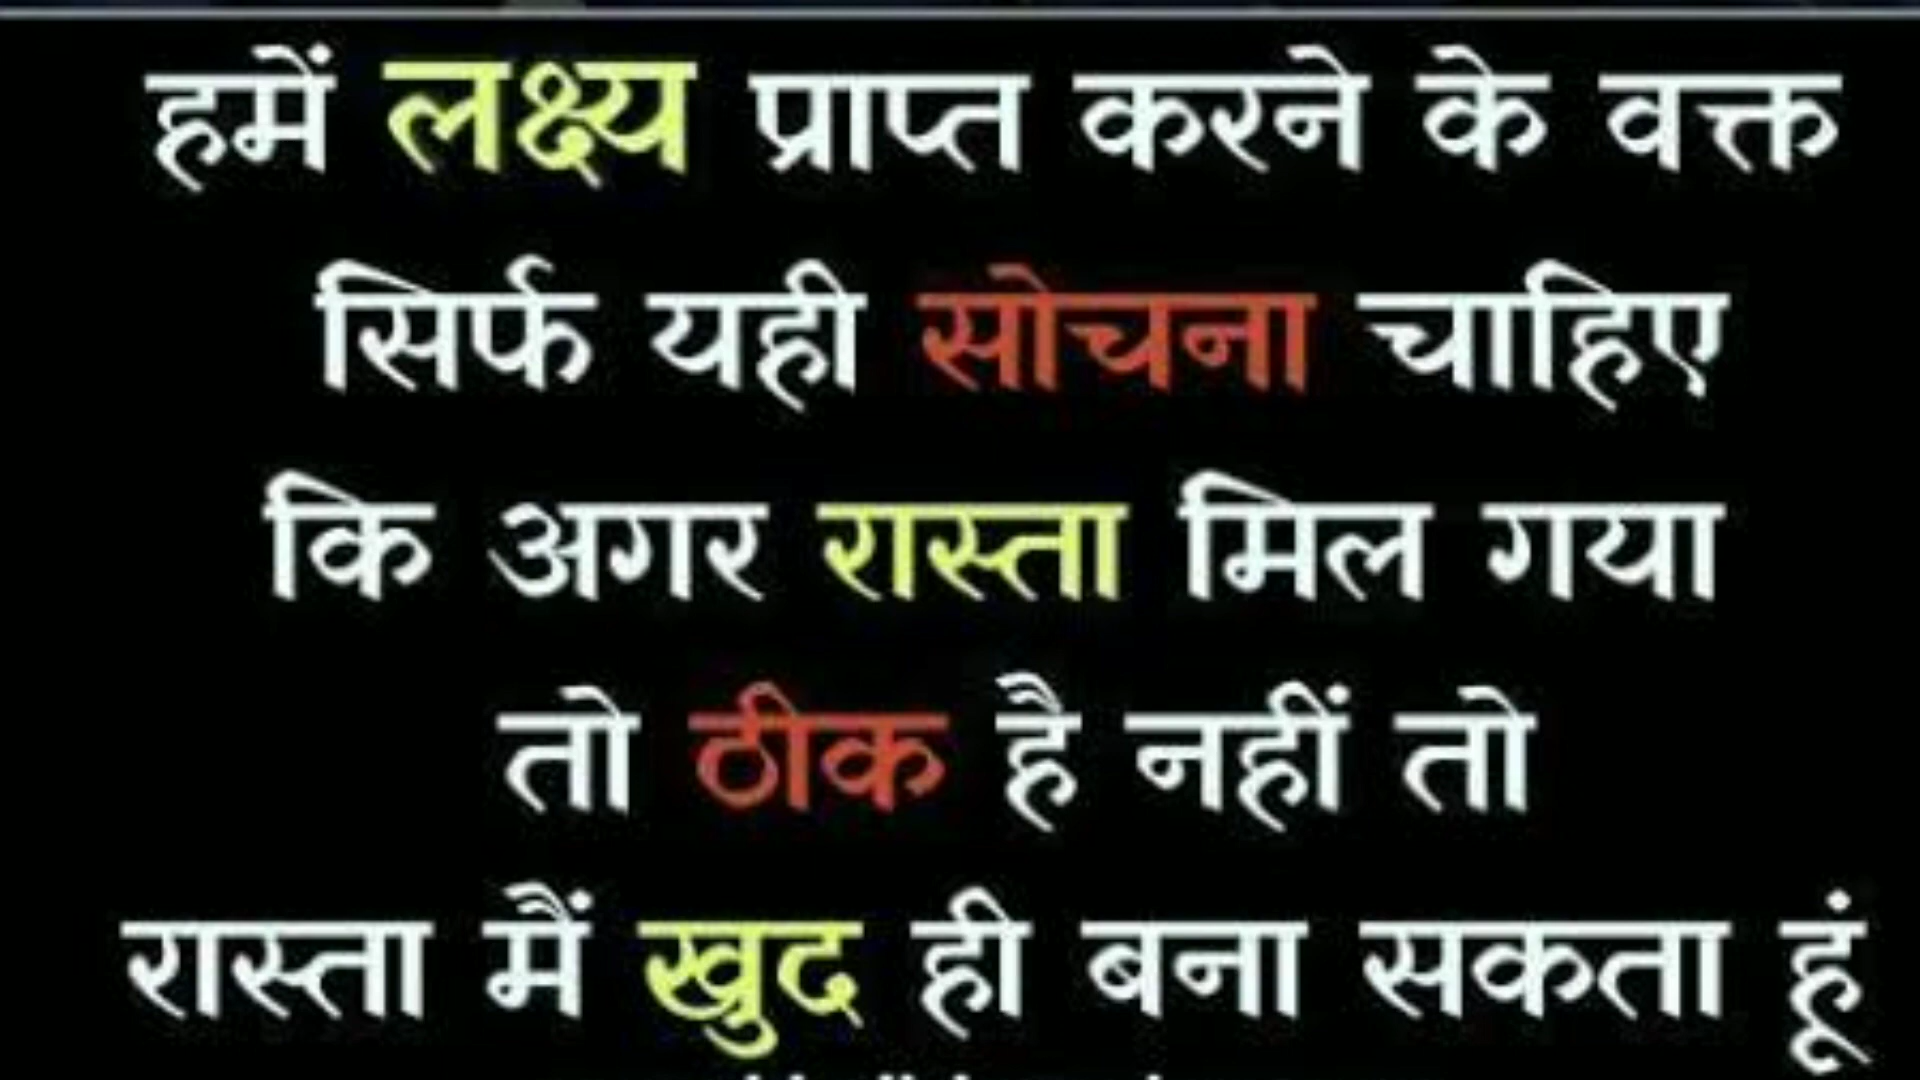 हमें लक्ष्य प्राप्त करने के वक्त
सिर्फ यही सोचना चाहिए
कि अगर रास्ता मिल गया
तो ठीक है नहीं तो
रास्ता मैं खुद ही बना सकता हूं